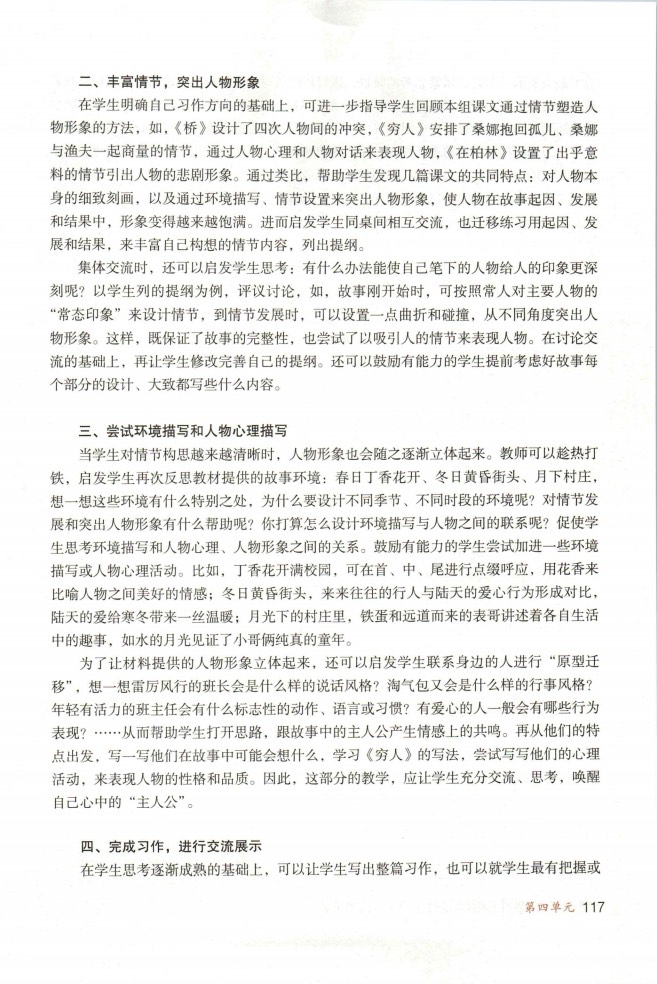 二、丰富情节，突出人物形象
在学生明确自己习作方向的基础上，可进一步指导学生回顾本组课文通过情节塑造人
物形象的方法，如，《桥》设计了四次人物间的冲突，《穷人》安排了桑娜抱回孤儿、桑娜
与渔夫一起商量的情节，通过人物心理和人物对话来表现人物，《在柏林》设置了出乎意
料的情节引出人物的悲剧形象。通过类比，帮助学生发现几篇课文的共同特点：对人物本
身的细致刻画，以及通过环境描写、情节设置来突出人物形象，使人物在故事起因、发展
和结果中，形象变得越来越饱满。进而启发学生同桌间相互交流，也迁移练习用起因、发
展和结果，来丰富自己构想的情节内容，列出提纲。
集体交流时，还可以启发学生思考：有什么办法能使自己笔下的人物给人的印象更深
刻呢？以学生列的提纲为例，评议讨论，如，故事刚开始时，可按照常人对主要人物的
“常态印象”来设计情节，到情节发展时，可以设置一点曲折和碰撞，从不同角度突出人
物形象。这样，既保证了故事的完整性，也尝试了以吸引人的情节来表现人物。在讨论交
流的基础上，再让学生修改完善自己的提纲。还可以鼓励有能力的学生提前考虑好故事每
个部分的设计、大致都写些什么内容。
三、尝试环境描写和人物心理描写
当学生对情节构思越来越清晰时，人物形象也会随之逐渐立体起来。教师可以趁热打
铁，启发学生再次反思教材提供的故事环境：春日丁香花开、冬日黄昏街头、月下村庄，
想一想这些环境有什么特别之处，为什么要设计不同季节、不同时段的环境呢？对情节发
展和突出人物形象有什么帮助呢？你打算怎么设计环境描写与人物之间的联系呢？促使学
生思考环境描写和人物心理、人物形象之间的关系。鼓励有能力的学生尝试加进一些环境
描写或人物心理活动。比如，丁香花开满校园，可在首、中、尾进行点缀呼应，用花香来
比喻人物之间美好的情感；冬日黄昏街头，来来往往的行人与陆天的爱心行为形成对比，
陆天的爱给寒冬带来一丝温暖；月光下的村庄里，铁蛋和远道而来的表哥讲述着各自生活
中的趣事，如水的月光见证了小哥俩纯真的童年。
为了让材料提供的人物形象立体起来，还可以启发学生联系身边的人进行“原型迁
移”，想一想雷厉风行的班长会是什么样的说话风格？淘气包又会是什么样的行事风格？
年轻有活力的班主任会有什么标志性的动作、语言或习惯？有爱心的人一般会有哪些行为
表现？……从而帮助学生打开思路，跟故事中的主人公产生情感上的共鸣。再从他们的特
点出发，写一写他们在故事中可能会想什么，学习《穷人》的写法，尝试写写他们的心理
活动，来表现人物的性格和品质。因此，这部分的教学，应让学生充分交流、思考，唤醒
自己心中的“主人公”。
四、完成习作，进行交流展示
在学生思考逐渐成熟的基础上，可以让学生写出整篇习作，也可以就学生最有把握或
第四单元 117